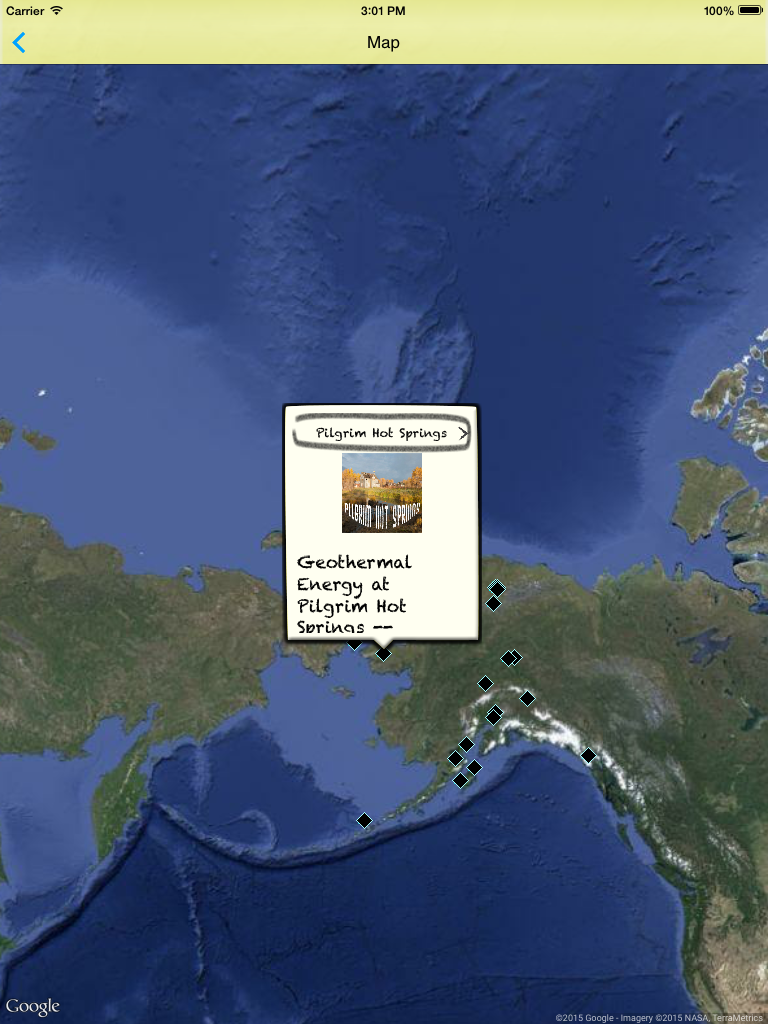 Carrier 3:01 PM 100%
Map
Pilgrim Hot Springs
PILGRIM HOT SPRINGS
Geothermal
Energy at
Pilgrim Hot
Springs --
Google
©2015 Google - Imagery ©2015 NASA, TerraMetrics